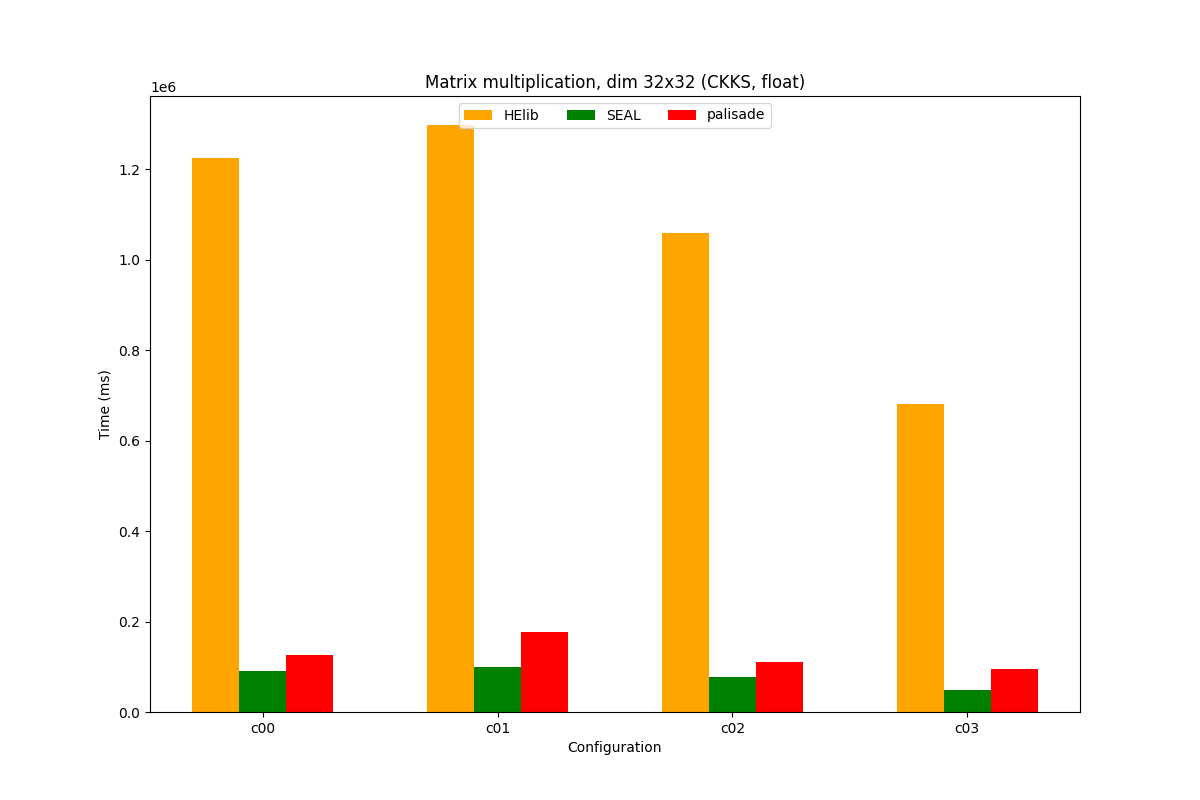 Matrix multiplication, dim 32x32 (CKKS, float)
1e6
HElib SEAL palisade
1.2
1.0
0.8
0.6
0.4
0.2
0.0
Time (ms)
c00 c01 c02 c03
Configuration